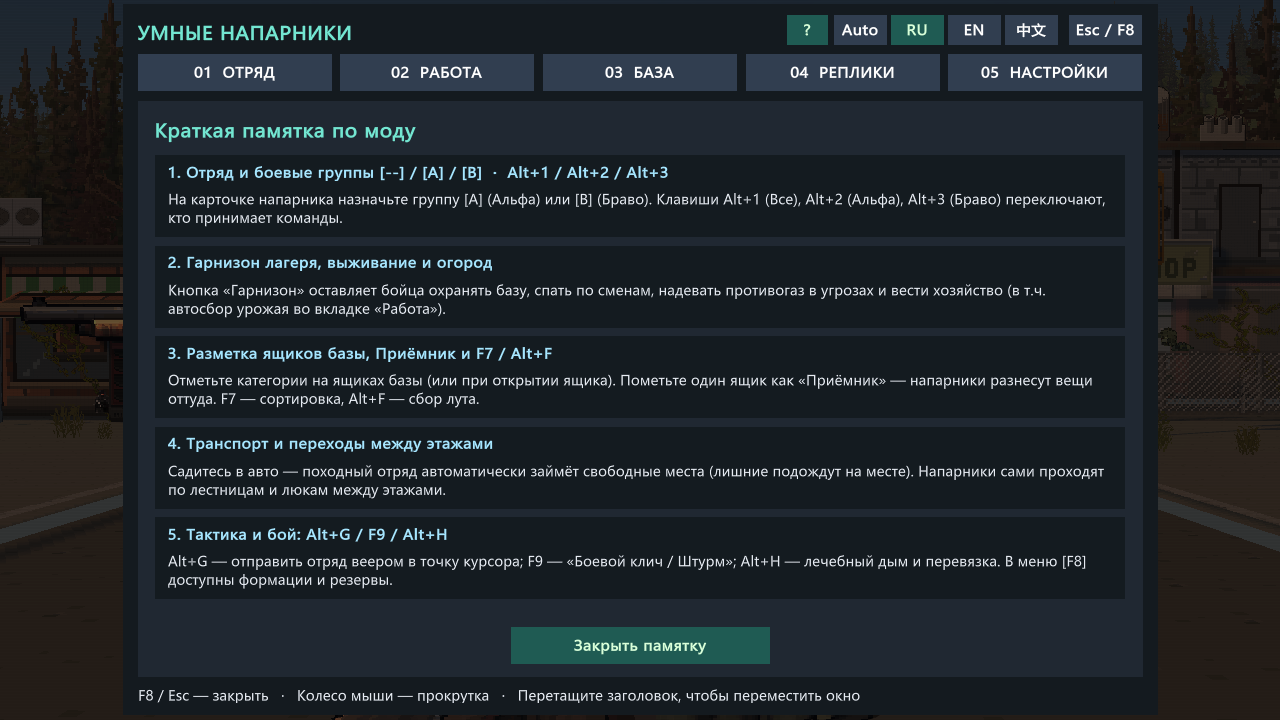 УМНЫЕ НАПАРНИКИ
? Auto RU EN 中文 Esc / F8
01 ОТРЯД 02 РАБОТА 03 БАЗА 04 РЕПЛИКИ 05 НАСТРОЙКИ
Краткая памятка по моду
1. Отряд и боевые группы [--] / [A] / [B] · Alt+1 / Alt+2 / Alt+3
На карточке напарника назначьте группу [A] (Альфа) или [B] (Браво). Клавиши Alt+1 (Все), Alt+2 (Альфа), Alt+3 (Браво) переключают,
кто принимает команды.
2. Гарнизон лагеря, выживание и огород
Кнопка «Гарнизон» оставляет бойца охранять базу, спать по сменам, надевать противогаз в угрозах и вести хозяйство (в т.ч.
автосбор урожая во вкладке «Работа»).
3. Разметка ящиков базы, Приёмник и F7 / Alt+F
Отметьте категории на ящиках базы (или при открытии ящика). Пометьте один ящик как «Приёмник» — напарники разнесут вещи
оттуда. F7 — сортировка, Alt+F — сбор лута.
4. Транспорт и переходы между этажами
Садитесь в авто — походный отряд автоматически займёт свободные места (лишние подождут на месте). Напарники сами проходят
по лестницам и люкам между этажами.
5. Тактика и бой: Alt+G / F9 / Alt+H
Alt+G — отправить отряд веером в точку курсора; F9 — «Боевой клич / Штурм»; Alt+H — лечебный дым и перевязка. В меню [F8]
доступны формации и резервы.
Закрыть памятку
F8 / Esc — закрыть · Колесо мыши — прокрутка · Перетащите заголовок, чтобы переместить окно